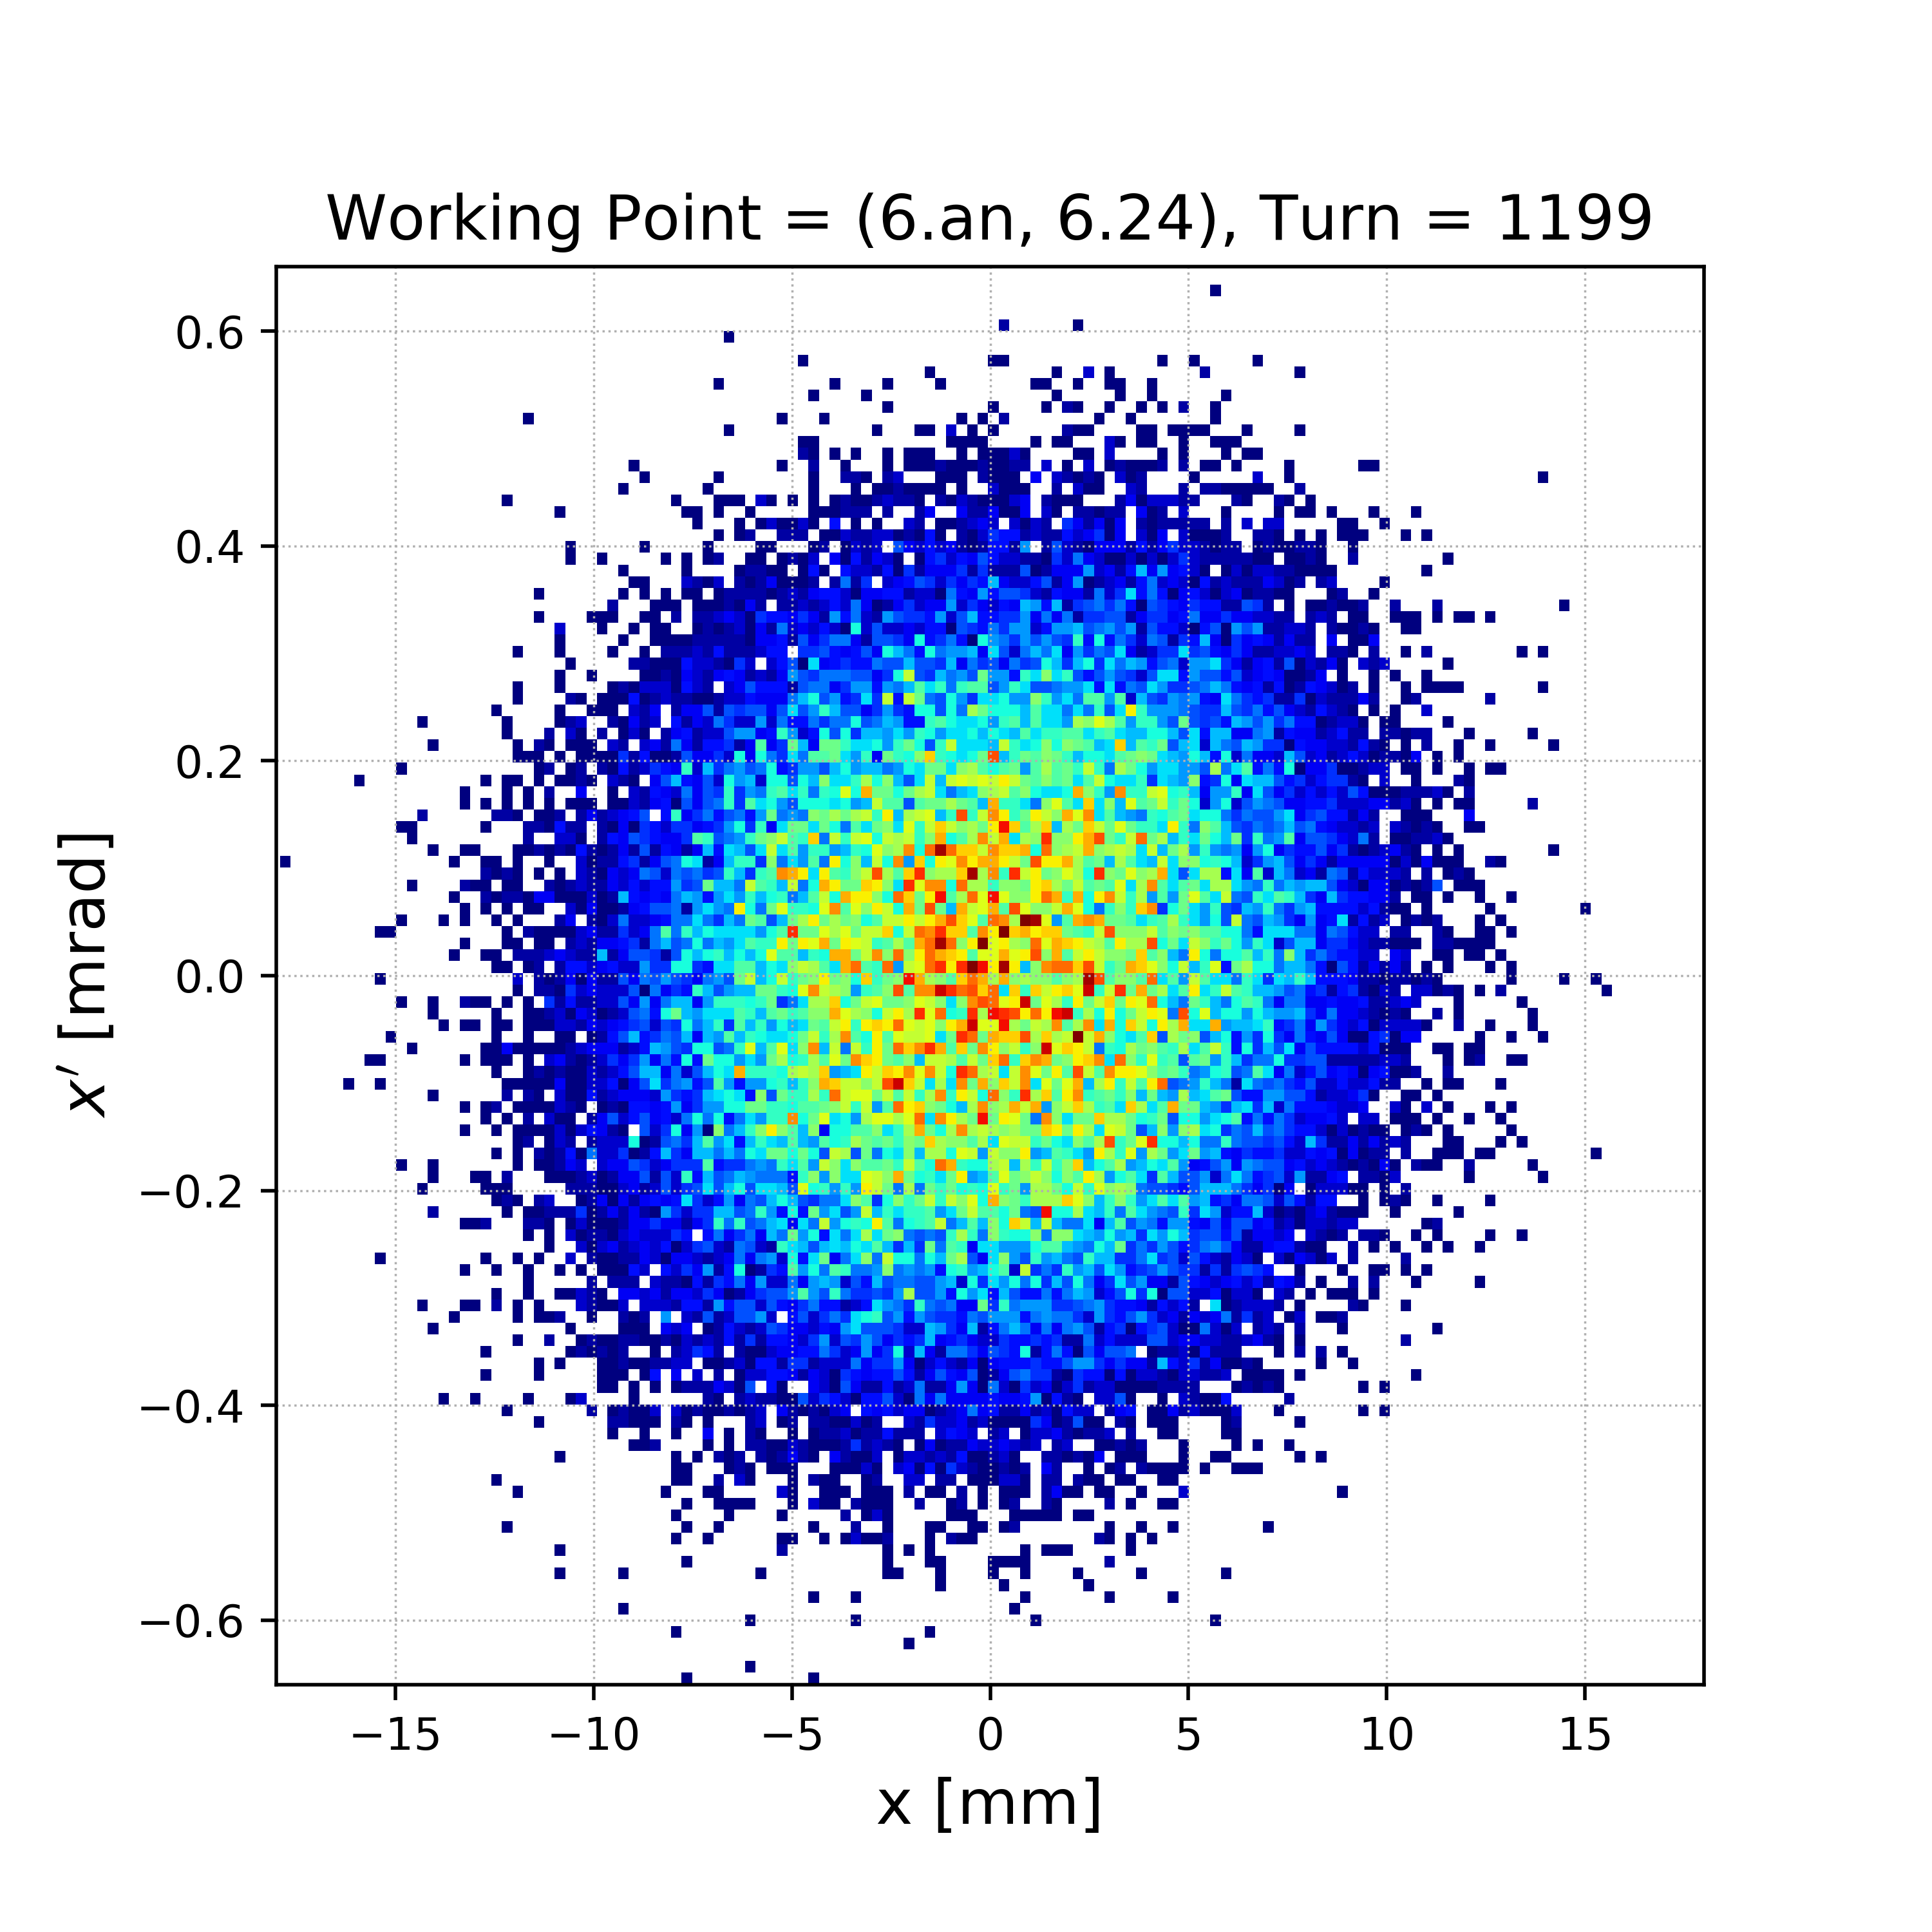 Working Point = (6.an, 6.24), Turn = 1199
0.6
0.4
0.2
0.0
−0.2
−0.4
−0.6
x′ [mrad]
−15 −10 −5 0 5 10 15
x [mm]